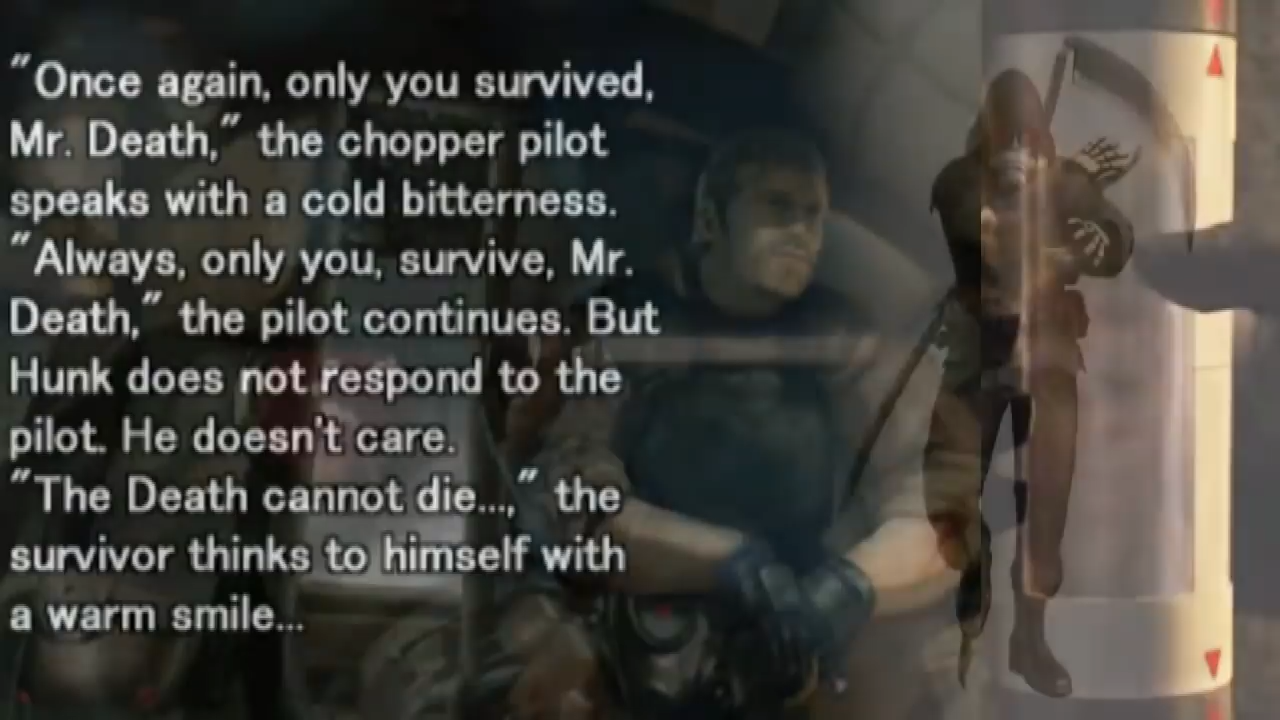 "Once again, only you survived,
Mr. Death," the chopper pilot
speaks with a cold bitterness.
"Always, only you, survive, Mr.
Death," the pilot continues. But
Hunk does not respond to the
pilot. He doesn't care.
"The Death cannot die...," the
survivor thinks to himself with
a warm smile...